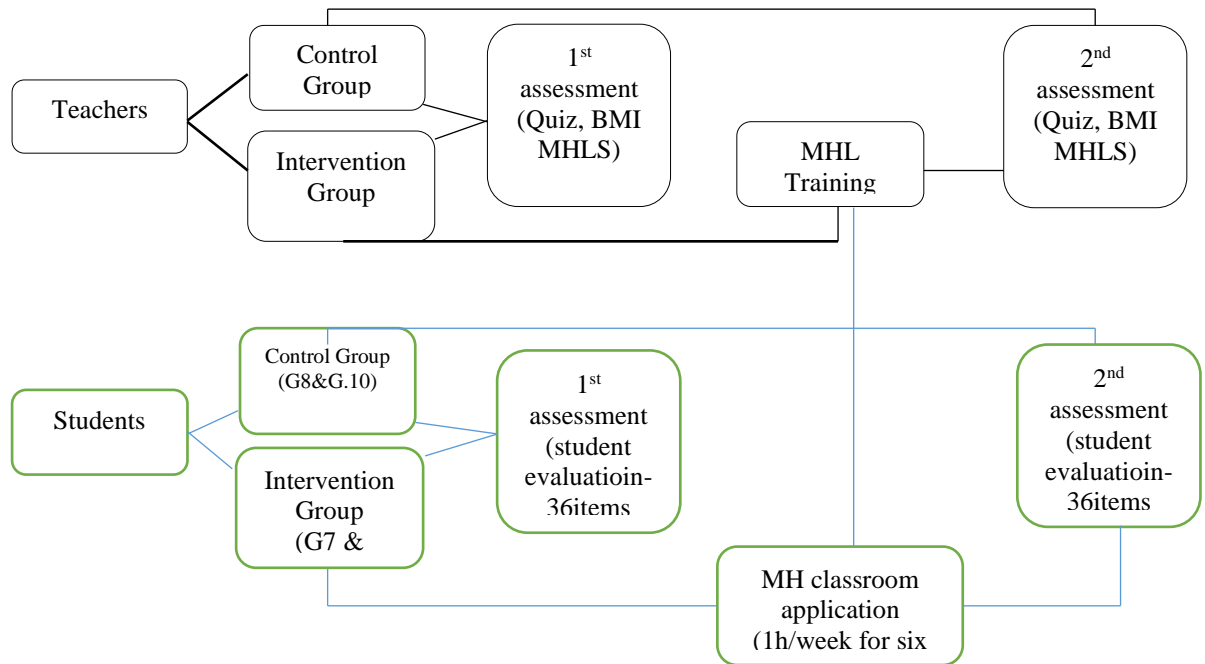 Teachers
Control
Group
Intervention
Group
1st
assessment
(Quiz, BMI
MHLS)
MHL
Training
2nd
assessment
(Quiz, BMI
MHLS)
Students
Control Group
(G8&G.10)
Intervention
Group
(G7 &
1st
assessment
(student
evaluatioin-
36items
MH classroom
application
(1h/week for six
2nd
assessment
(student
evaluatioin-
36items